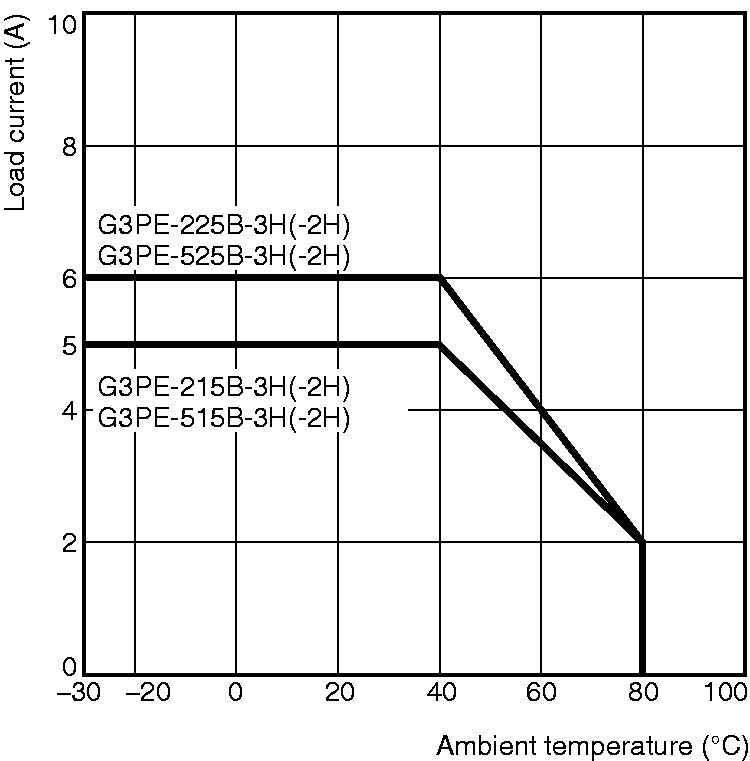 Load current (A)
10
8
G3PE-225B-3H(-2H)
G3PE-525B-3H(-2H)
6
5
G3PE-215B-3H(-2H)
4
G3PE-515B-3H(-2H)
2
0
−30 −20 0 20 40 60 80 100
Ambient temperature (°C)